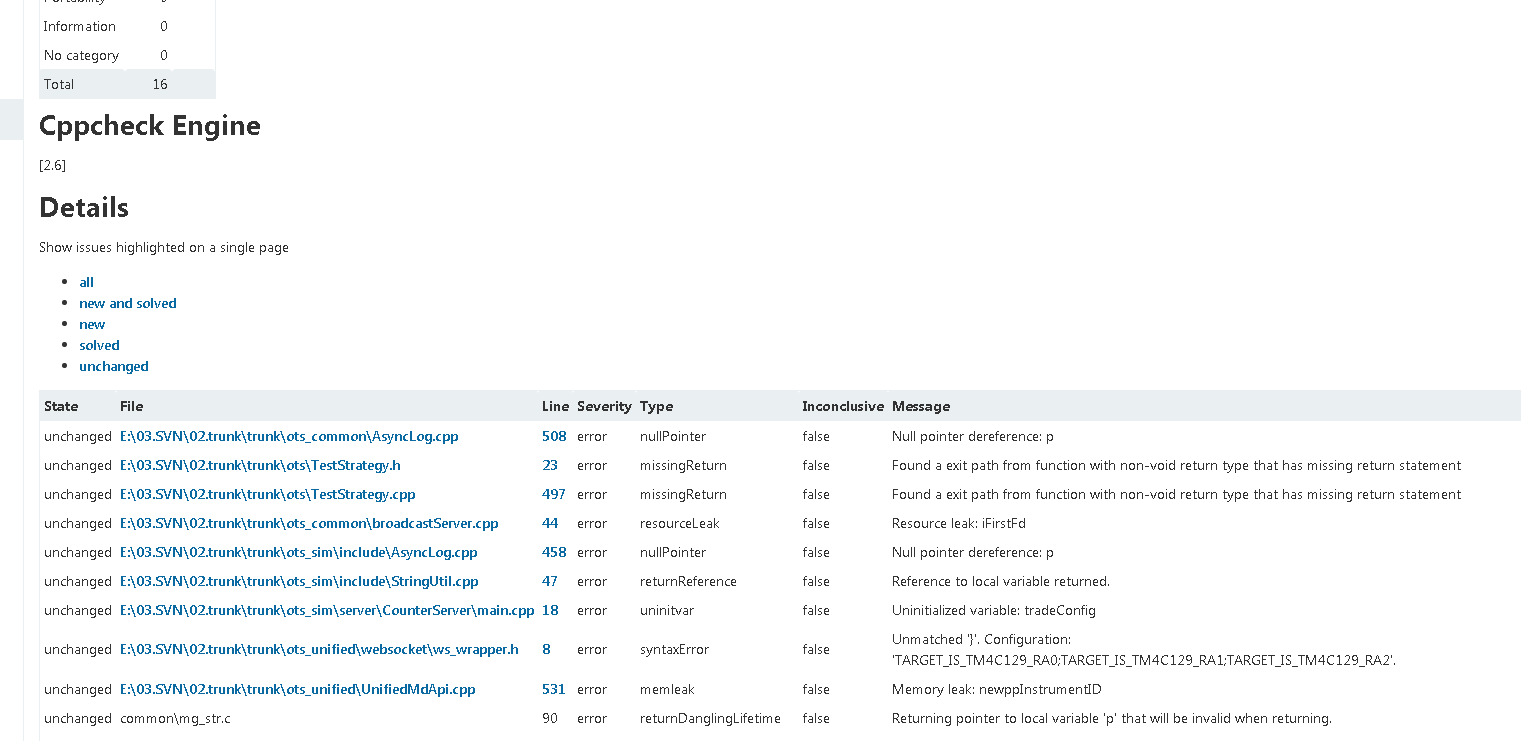 Portability 0
Information 0
No category 0
Total 16
Cppcheck Engine
[2.6]
Details
Show issues highlighted on a single page
• all
• new and solved
• new
• solved
• unchanged
State File Line Severity Type Inconclusive Message
unchanged E:\03.SVN\02.trunk\trunk\ots_common\AsyncLog.cpp 508 error nullPointer false Null pointer dereference: p
unchanged E:\03.SVN\02.trunk\trunk\ots\TestStrategy.h 23 error missingReturn false Found a exit path from function with non-void return type that has missing return statement
unchanged E:\03.SVN\02.trunk\trunk\ots\TestStrategy.cpp 497 error missingReturn false Found a exit path from function with non-void return type that has missing return statement
unchanged E:\03.SVN\02.trunk\trunk\ots_common\broadcastServer.cpp 44 error resourceLeak false Resource leak: iFirstFd
unchanged E:\03.SVN\02.trunk\trunk\ots_sim\include\AsyncLog.cpp 458 error nullPointer false Null pointer dereference: p
unchanged E:\03.SVN\02.trunk\trunk\ots_sim\include\StringUtil.cpp 47 error returnReference false Reference to local variable returned.
unchanged E:\03.SVN\02.trunk\trunk\ots_sim\server\CounterServer\main.cpp 18 error uninitvar false Uninitialized variable: tradeConfig
unchanged E:\03.SVN\02.trunk\trunk\ots_unified\websocket\ws_wrapper.h 8 error syntaxError false Unmatched '}'. Configuration:
'TARGET_IS_TM4C129_RA0;TARGET_IS_TM4C129_RA1;TARGET_IS_TM4C129_RA2'.
unchanged E:\03.SVN\02.trunk\trunk\ots_unified\UnifiedMdApi.cpp 531 error memleak false Memory leak: newppInstrumentID
unchanged common\mg_str.c 90 error returnDanglingLifetime false Returning pointer to local variable 'p' that will be invalid when returning.